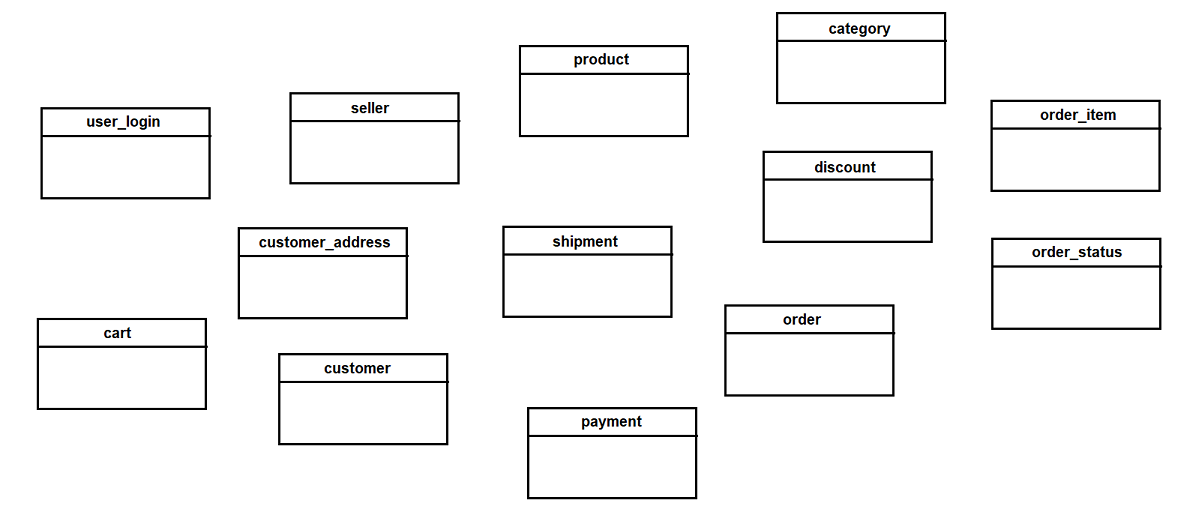 category
product
seller
order_item
user_login
discount
shipment
customer_address
order_status
order
cart
customer
payment